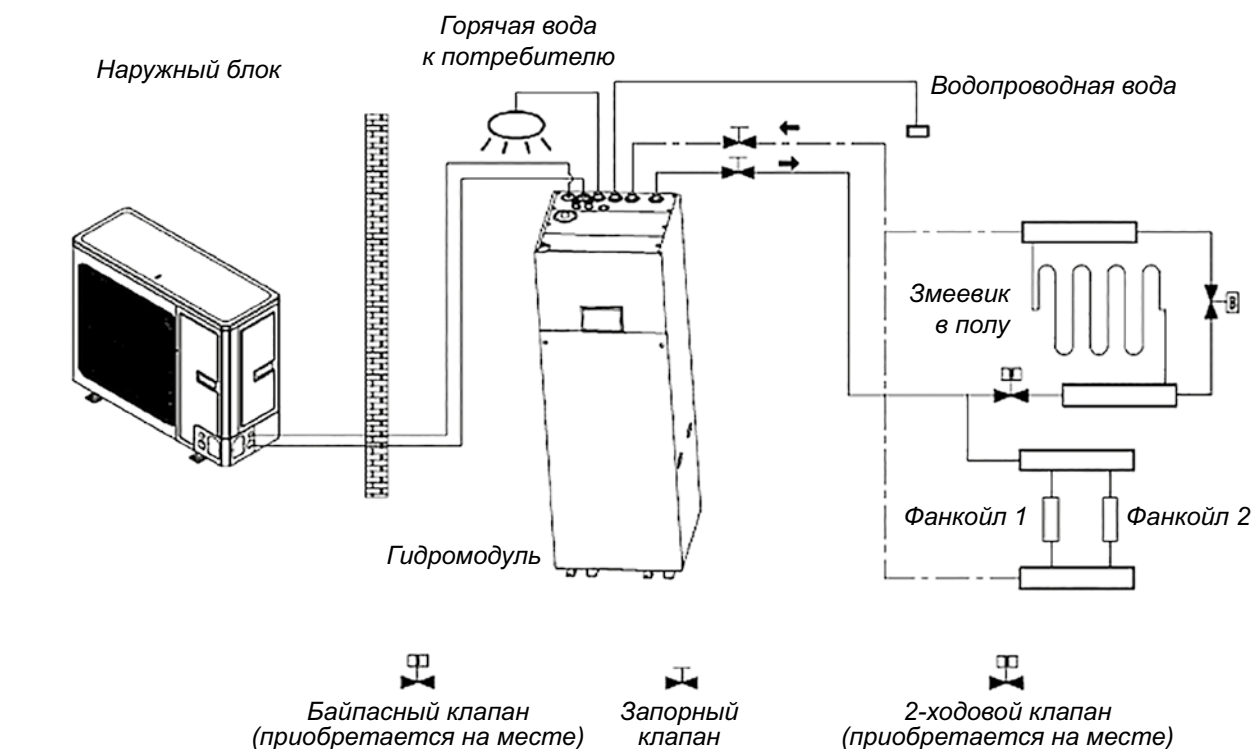 Горячая вода
к потребителю
Наружный блок
Водопроводная вода
Змеевик
в полу
Фанкойл 1
Фанкойл 2
Гидромодуль
Байпасный клапан
(приобретается на месте)
Запорный
клапан
2-ходовой клапан
(приобретается на месте)